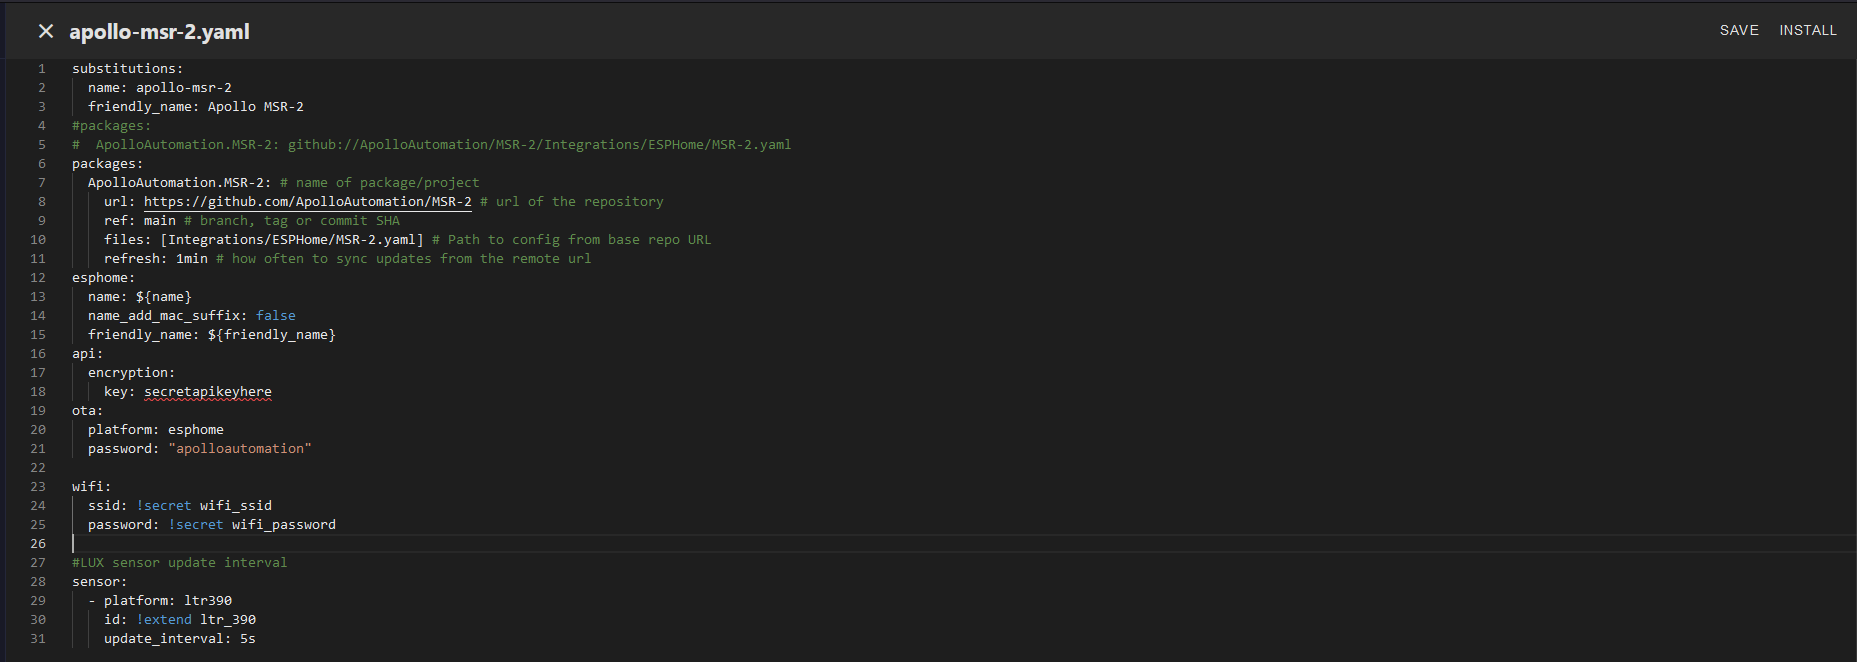 × apollo-msr-2.yaml SAVE INSTALL
1 substitutions:
2   name: apollo-msr-2
3   friendly_name: Apollo MSR-2
4 #packages:
5 #  ApolloAutomation.MSR-2: github://ApolloAutomation/MSR-2/Integrations/ESPHome/MSR-2.yaml
6 packages:
7   ApolloAutomation.MSR-2: # name of package/project
8     url: https://github.com/ApolloAutomation/MSR-2 # url of the repository
9     ref: main # branch, tag or commit SHA
10     files: [Integrations/ESPHome/MSR-2.yaml] # Path to config from base repo URL
11     refresh: 1min # how often to sync updates from the remote url
12 esphome:
13   name: ${name}
14   name_add_mac_suffix: false
15   friendly_name: ${friendly_name}
16 api:
17   encryption:
18     key: secretapikeyhere
19 ota:
20   platform: esphome
21   password: "apolloautomation"
22
23 wifi:
24   ssid: !secret wifi_ssid
25   password: !secret wifi_password
26
27 #LUX sensor update interval
28 sensor:
29   - platform: ltr390
30     id: !extend ltr_390
31     update_interval: 5s